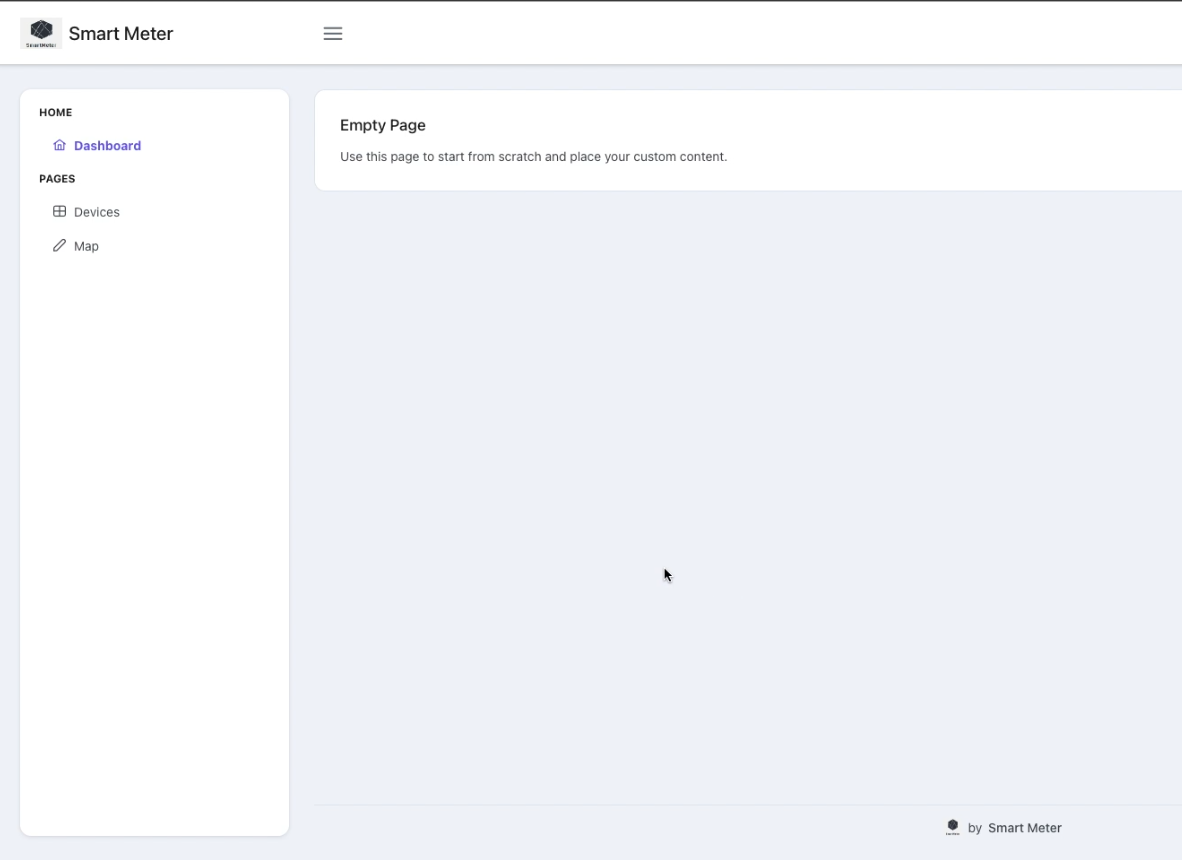 SmartMeter
Smart Meter
HOME
Dashboard
PAGES
Devices
Map
Empty Page
Use this page to start from scratch and place your custom content.
by Smart Meter